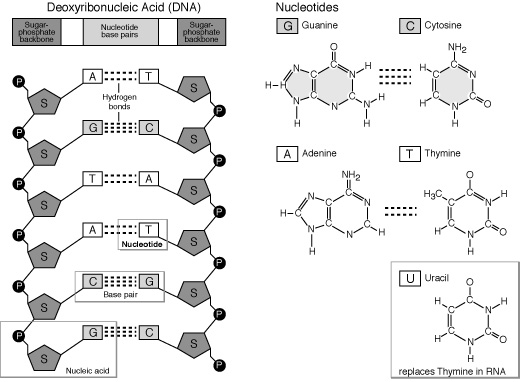 Deoxyribonucleic Acid (DNA)
Sugar-
phosphate
backbone
Nucleotide
base pairs
Sugar-
phosphate
backbone
P
S
A
T
S
P
Hydrogen
bonds
P
S
G
C
S
P
P
S
T
A
S
P
P
S
A
T
S
P
Nucleotide
P
S
C
G
S
P
Base pair
P
S
G
C
S
P
Nucleic acid
Nucleotides
G Guanine
C Cytosine
O
N
C
C
N
H
H
C
C
C
N
N
N
H
H
H
NH2
C
H
C
N
H
C
C
N
O
H
A Adenine
T Thymine
NH2
N
C
C
N
H
C
C
C
N
N
H
H
O
C
H3C
C
N
H
C
C
H
N
O
H
U Uracil
O
C
H
C
N
H
C
C
H
N
O
H
replaces Thymine in RNA